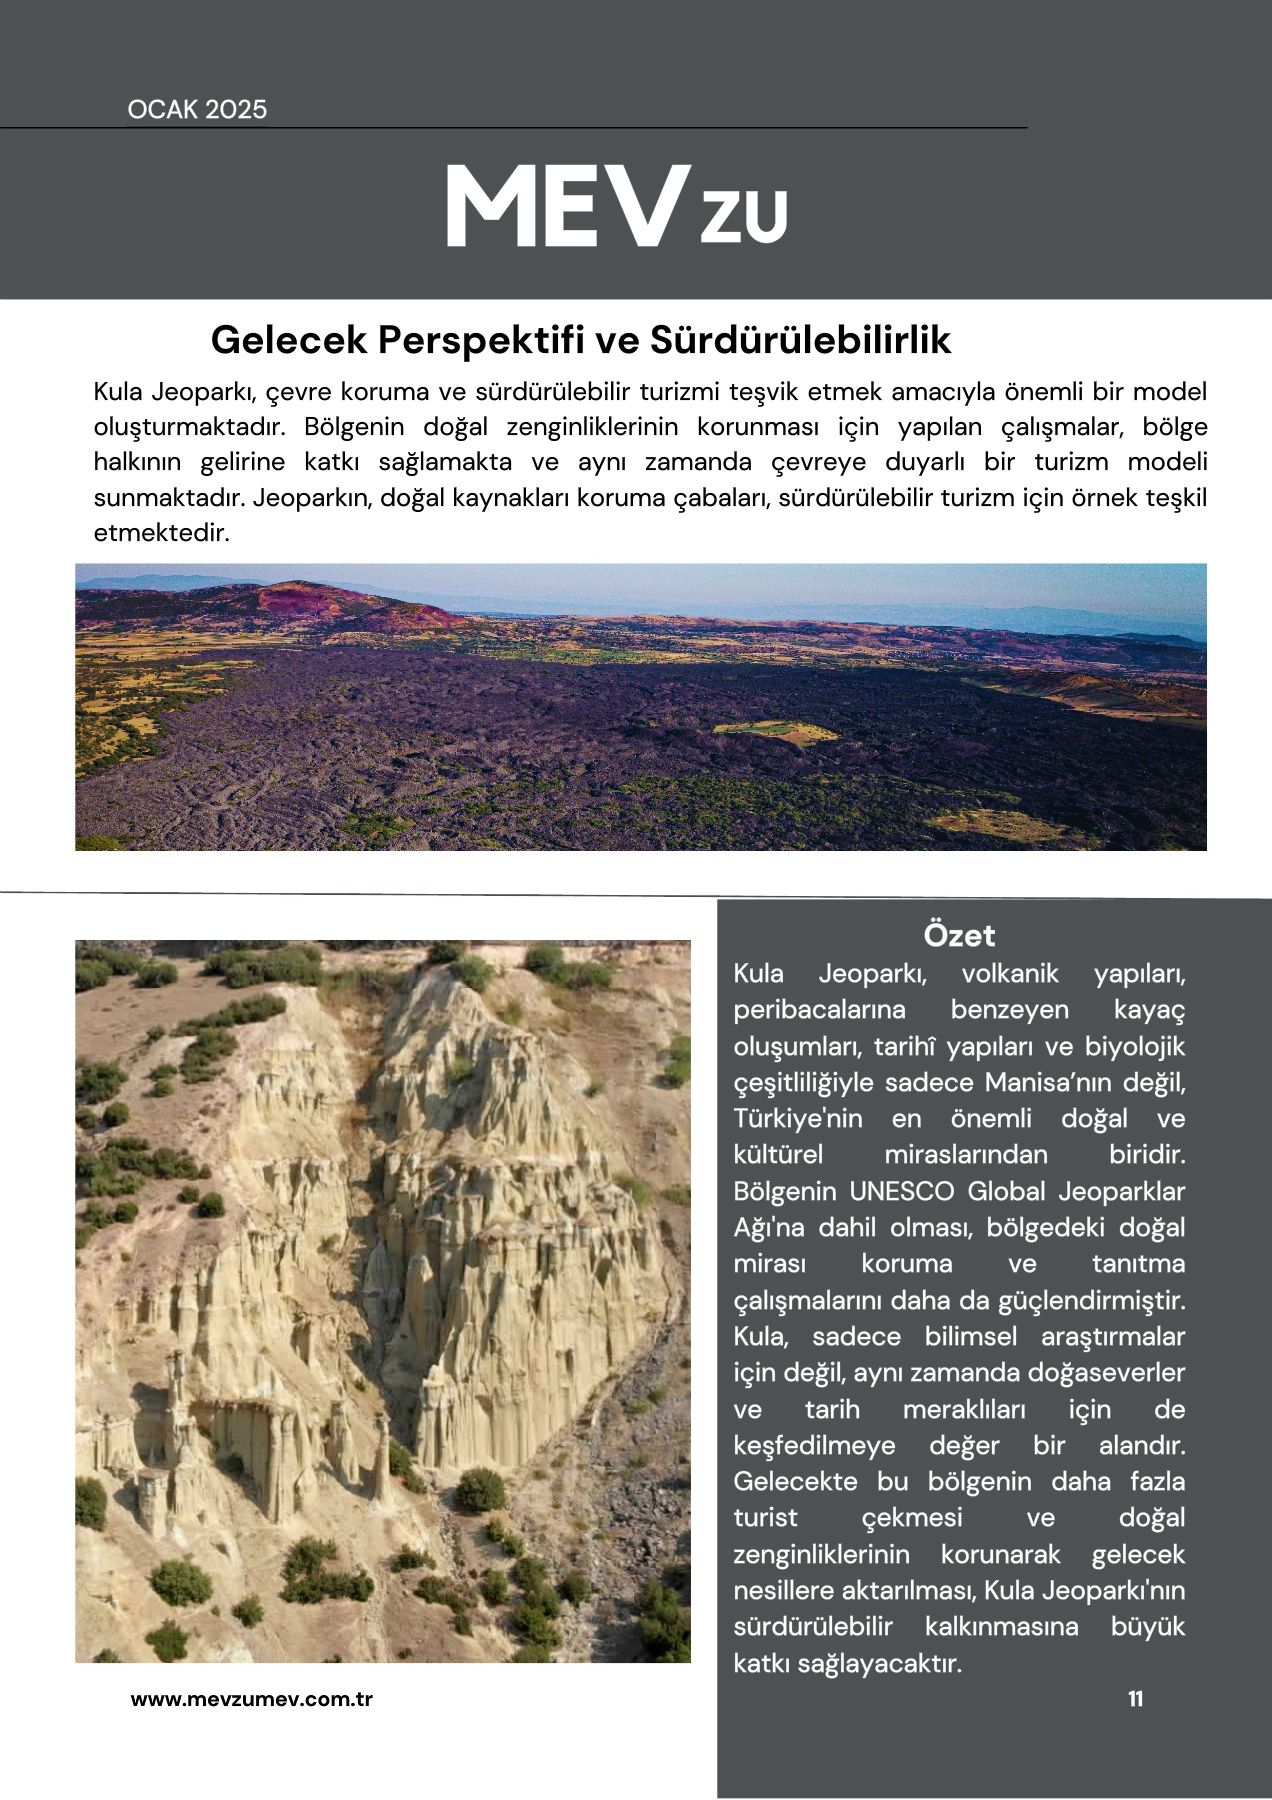 OCAK 2025
MEVzu
Gelecek Perspektifi ve Sürdürülebilirlik
Kula Jeoparkı, çevre koruma ve sürdürülebilir turizmi teşvik etmek amacıyla önemli bir model
oluşturmaktadır. Bölgenin doğal zenginliklerinin korunması için yapılan çalışmalar, bölge
halkının gelirine katkı sağlamakta ve aynı zamanda çevreye duyarlı bir turizm modeli
sunmaktadır. Jeoparkın, doğal kaynakları koruma çabaları, sürdürülebilir turizm için örnek teşkil
etmektedir.
Özet
Kula Jeoparkı, volkanik yapıları,
peribacalarına benzeyen kayaç
oluşumları, tarihî yapıları ve biyolojik
çeşitliliğiyle sadece Manisa’nın değil,
Türkiye'nin en önemli doğal ve
kültürel miraslarından biridir.
Bölgenin UNESCO Global Jeoparklar
Ağı'na dahil olması, bölgedeki doğal
mirası koruma ve tanıtma
çalışmalarını daha da güçlendirmiştir.
Kula, sadece bilimsel araştırmalar
için değil, aynı zamanda doğaseverler
ve tarih meraklıları için de
keşfedilmeye değer bir alandır.
Gelecekte bu bölgenin daha fazla
turist çekmesi ve doğal
zenginliklerinin korunarak gelecek
nesillere aktarılması, Kula Jeoparkı'nın
sürdürülebilir kalkınmasına büyük
katkı sağlayacaktır.
www.mevzumev.com.tr
11